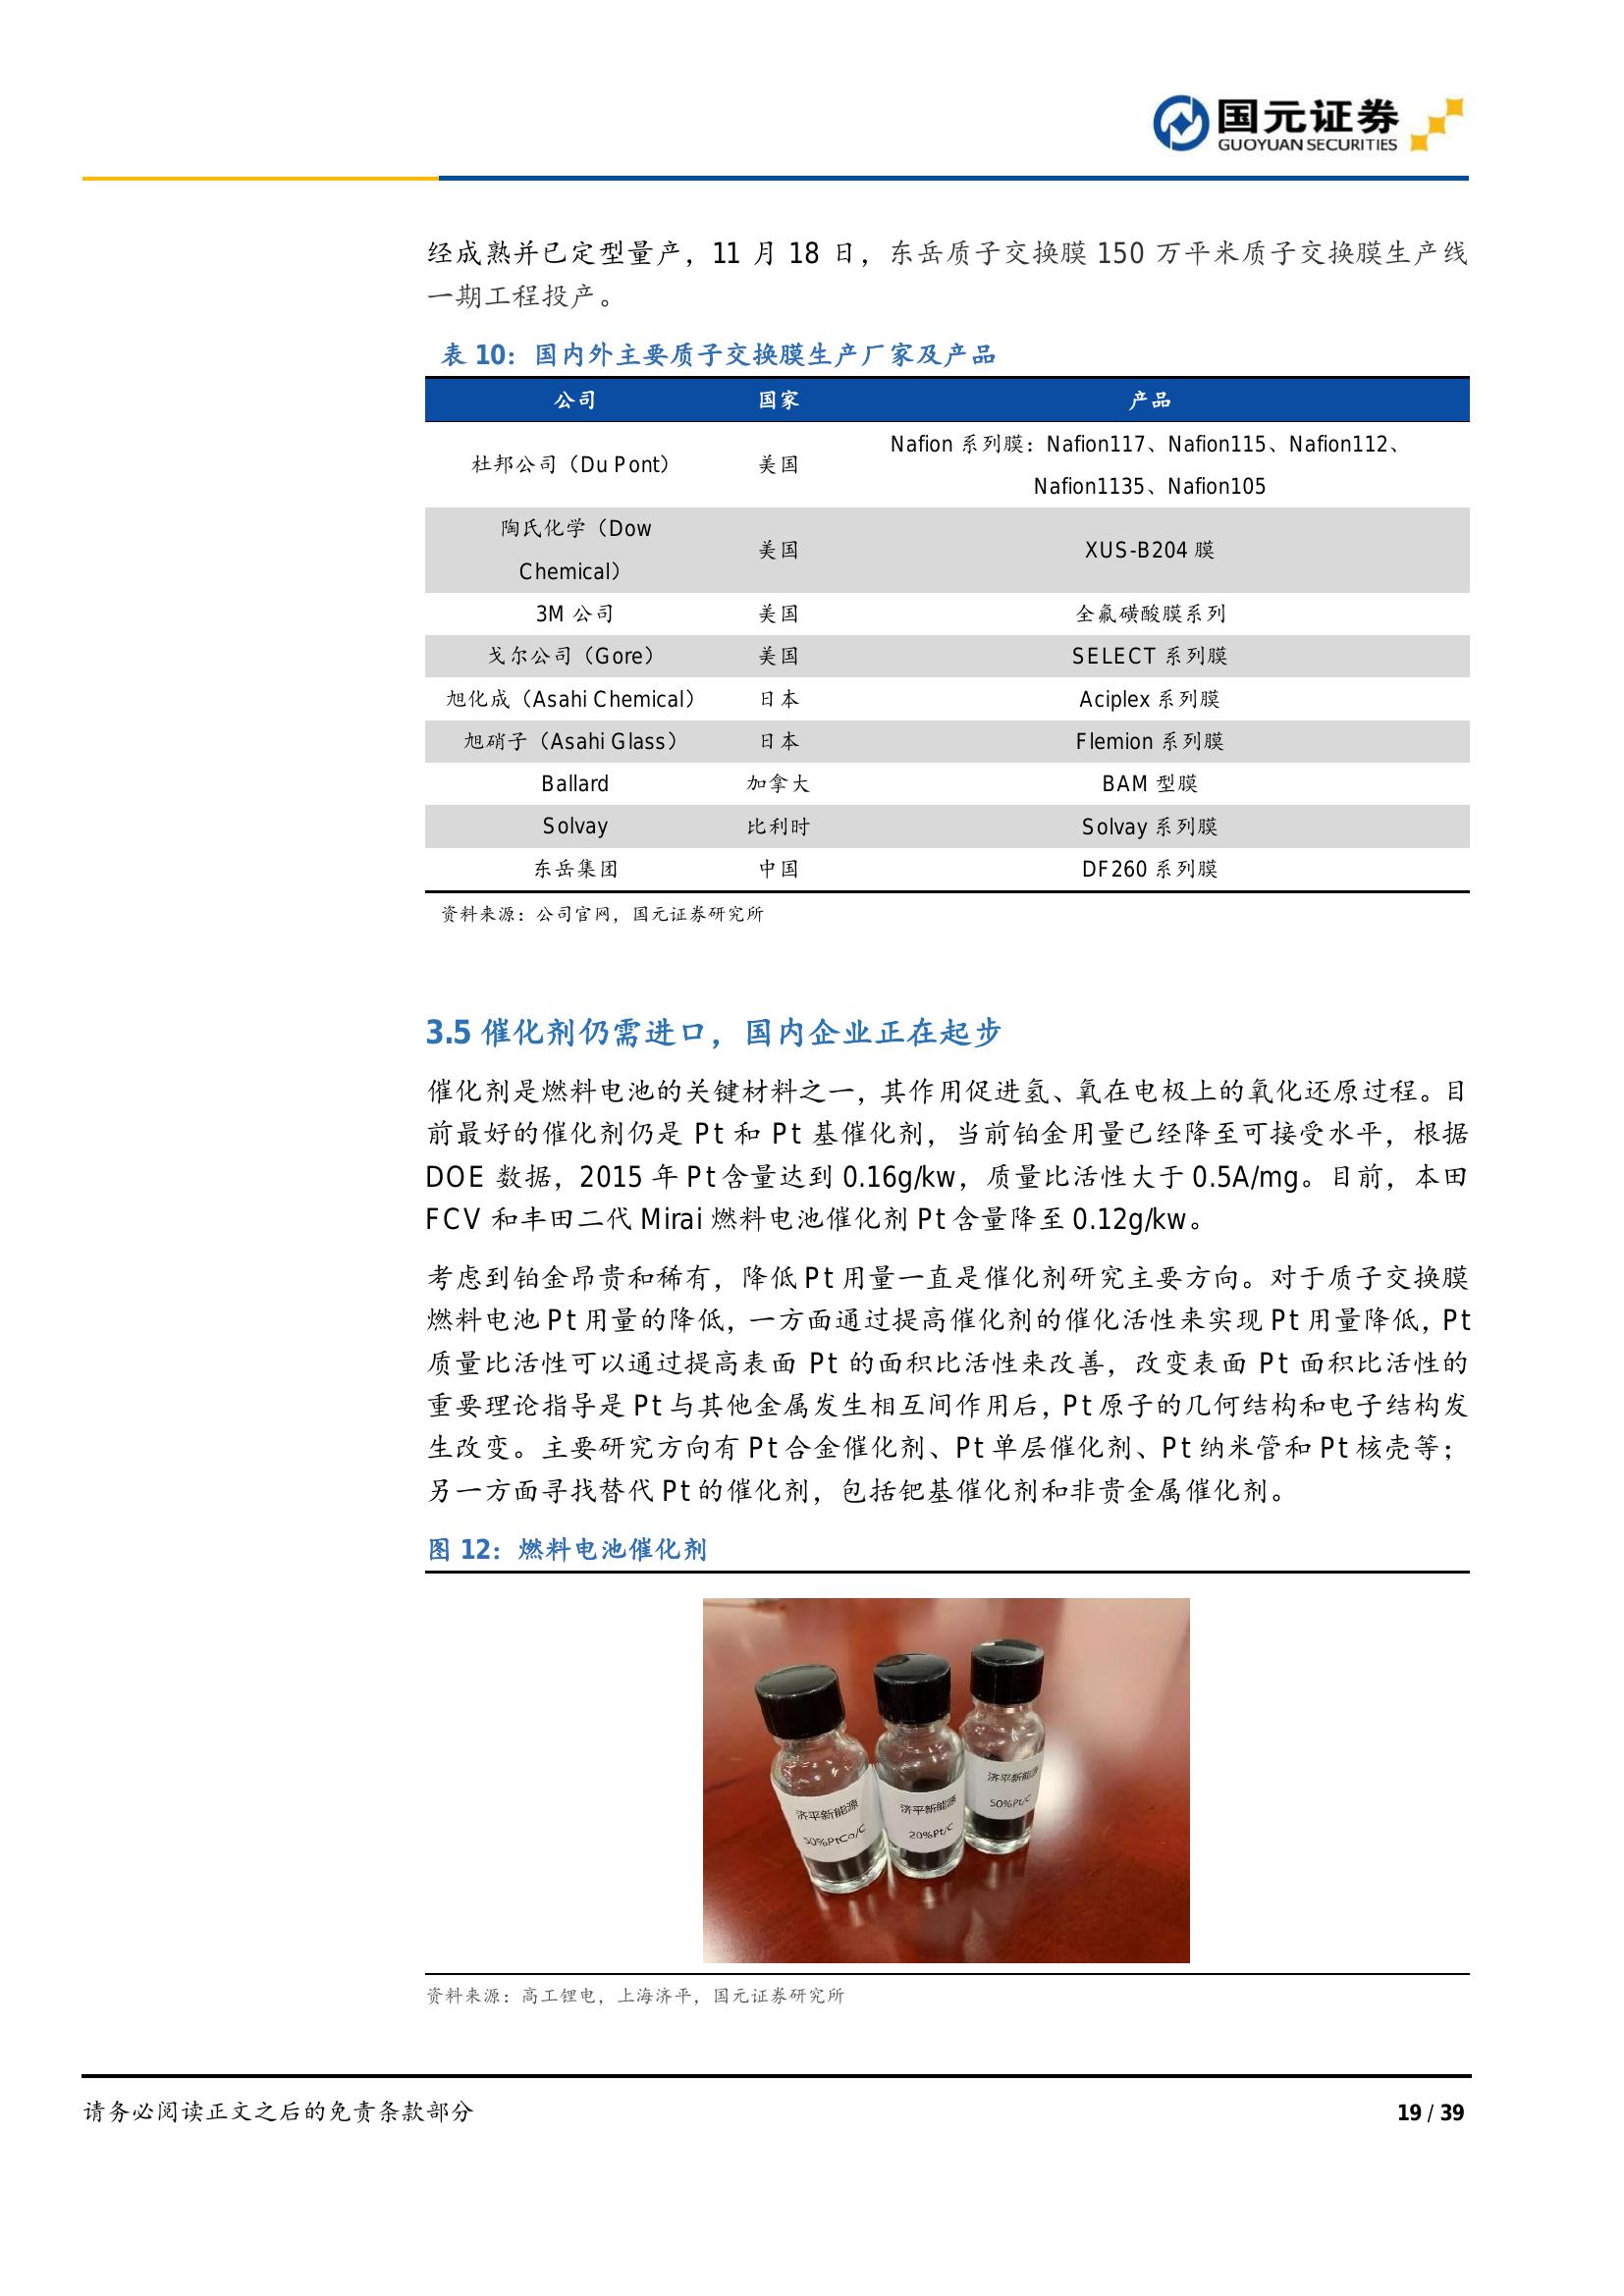 国元证券
GUOYUAN SECURITIES
经成熟并已定型量产，11 月 18 日，东岳质子交换膜 150 万平米质子交换膜生产线
一期工程投产。
表 10：国内外主要质子交换膜生产厂家及产品
公司 国家 产品
杜邦公司（Du Pont） 美国 Nafion 系列膜：Nafion117、Nafion115、Nafion112、
Nafion1135、Nafion105
陶氏化学（Dow
Chemical） 美国 XUS-B204 膜
3M 公司 美国 全氟磺酸膜系列
戈尔公司（Gore） 美国 SELECT 系列膜
旭化成（Asahi Chemical） 日本 Aciplex 系列膜
旭硝子（Asahi Glass） 日本 Flemion 系列膜
Ballard 加拿大 BAM 型膜
Solvay 比利时 Solvay 系列膜
东岳集团 中国 DF260 系列膜
资料来源：公司官网，国元证券研究所
3.5 催化剂仍需进口，国内企业正在起步
催化剂是燃料电池的关键材料之一，其作用促进氢、氧在电极上的氧化还原过程。目
前最好的催化剂仍是 Pt 和 Pt 基催化剂，当前铂金用量已经降至可接受水平，根据
DOE 数据，2015 年 Pt 含量达到 0.16g/kw，质量比活性大于 0.5A/mg。目前，本田
FCV 和丰田二代 Mirai 燃料电池催化剂 Pt 含量降至 0.12g/kw。
考虑到铂金昂贵和稀有，降低 Pt 用量一直是催化剂研究主要方向。对于质子交换膜
燃料电池 Pt 用量的降低，一方面通过提高催化剂的催化活性来实现 Pt 用量降低，Pt
质量比活性可以通过提高表面 Pt 的面积比活性来改善，改变表面 Pt 面积比活性的
重要理论指导是 Pt 与其他金属发生相互间作用后，Pt 原子的几何结构和电子结构发
生改变。主要研究方向有 Pt 合金催化剂、Pt 单层催化剂、Pt 纳米管和 Pt 核壳等；
另一方面寻找替代 Pt 的催化剂，包括钯基催化剂和非贵金属催化剂。
图 12：燃料电池催化剂
济平新能源
50%PtCo/C
济平新能源
20%Pt/C
济平新能源
50%Pt/C
资料来源：高工锂电，上海济平，国元证券研究所
请务必阅读正文之后的免责条款部分 19 / 39